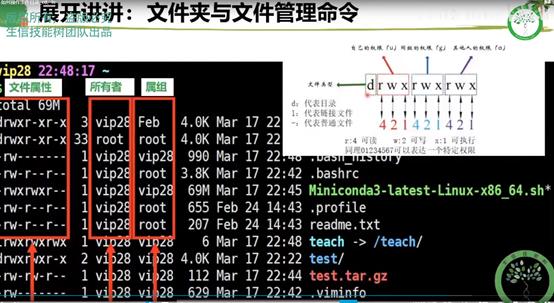 展开讲讲：文件夹与文件管理命令
生信技能树团队出品
vip28 22:48:17 ~
文件属性 所有者 属组
total 69M
drwxr-xr-x 3 vip28 Feb 4.0K Mar 17 22
drwxr-xr-x 33 root root 4.0K Mar 17 22
-rw------- 1 vip28 vip28 990 Mar 17 22:48 .bash_history
-rw-r--r-- 1 root root 3.8K Mar 17 22:42 .bashrc
-rwxrwxr-- 1 vip28 vip28 69M Mar 17 22:45 Miniconda3-latest-Linux-x86_64.sh*
-rw-r--r-- 1 root root 655 Feb 24 14:43 .profile
-rw-r--r-- 1 vip28 root 207 Feb 24 14:43 readme.txt
lrwxrwxrwx 1 vip28 vip28 6 Mar 17 22:48 teach -> /teach/
2 vip28 vip28 4.0K Mar 17 22:22 test/
-rw-r--r-- 1 vip28 vip28 112 Mar 17 22:44 test.tar.gz
-rw------- 1 vip28 vip28 629 Mar 17 22:42 .viminfo
自己的权限（u） 同组的权限（g） 其他人的权限（o）
文件类型
d r w x r w x r w x
d：代表目录
l：代表链接文件
-：代表普通文件
4 2 1 4 2 1 4 2 1
r:4 可读 w:2 可写 x:1 可执行
同理01234567可以表达一个特定权限